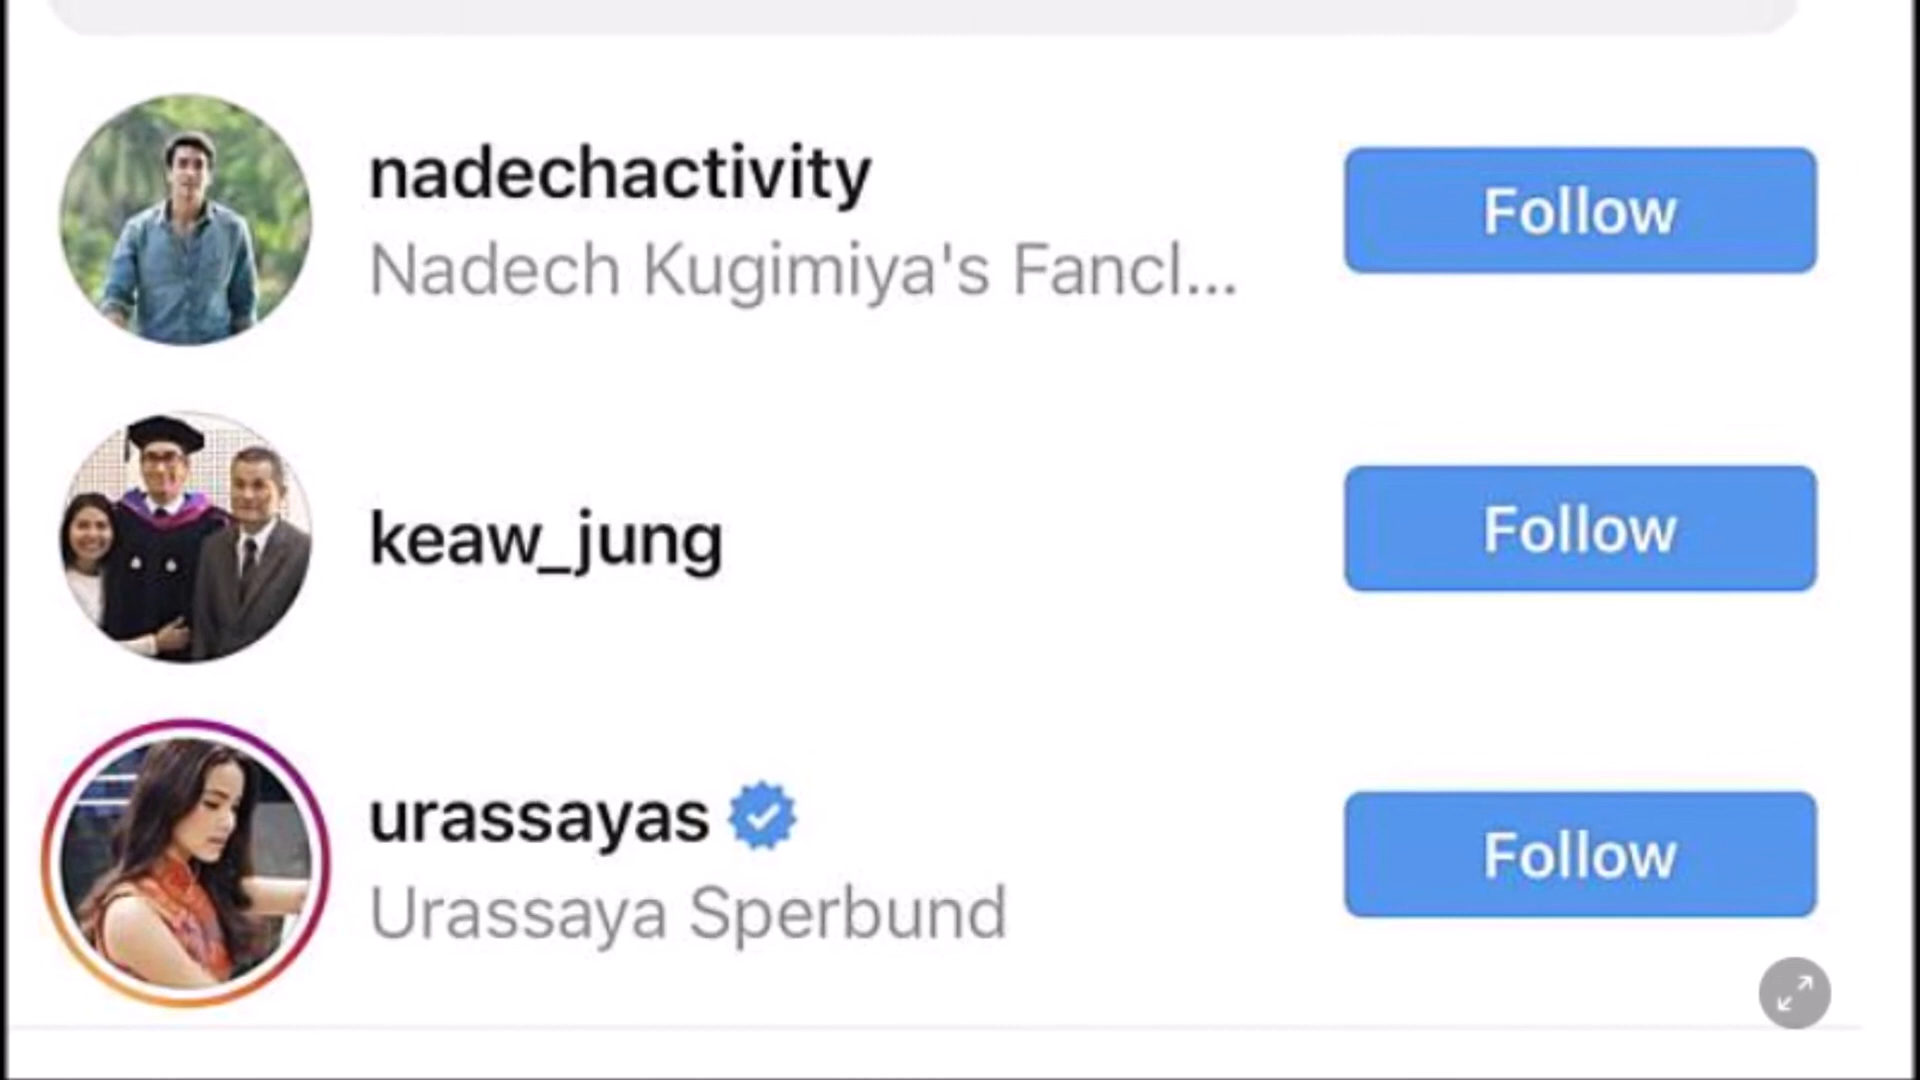 nadechactivity
Nadech Kugimiya's Fancl...
Follow
keaw_jung
Follow
urassayas
Urassaya Sperbund
Follow